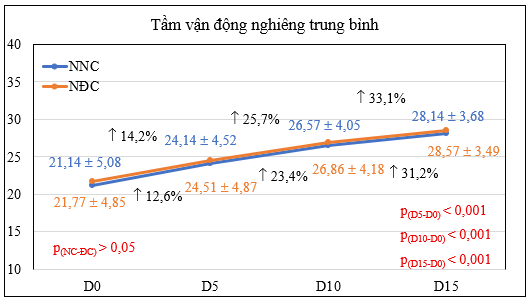 Tầm vận động nghiêng trung bình
40
35
30
25
20
15
10
NNC
NĐC
↑ 14,2%
↑ 25,7%
↑ 33,1%
21,14 ± 5,08
24,14 ± 4,52
26,57 ± 4,05
28,14 ± 3,68
21,77 ± 4,85
24,51 ± 4,87
26,86 ± 4,18
28,57 ± 3,49
↑ 12,6%
↑ 23,4%
↑ 31,2%
p(NC-ĐC) > 0,05
p(D5-D0) < 0,001
p(D10-D0) < 0,001
p(D15-D0) < 0,001
D0 D5 D10 D15